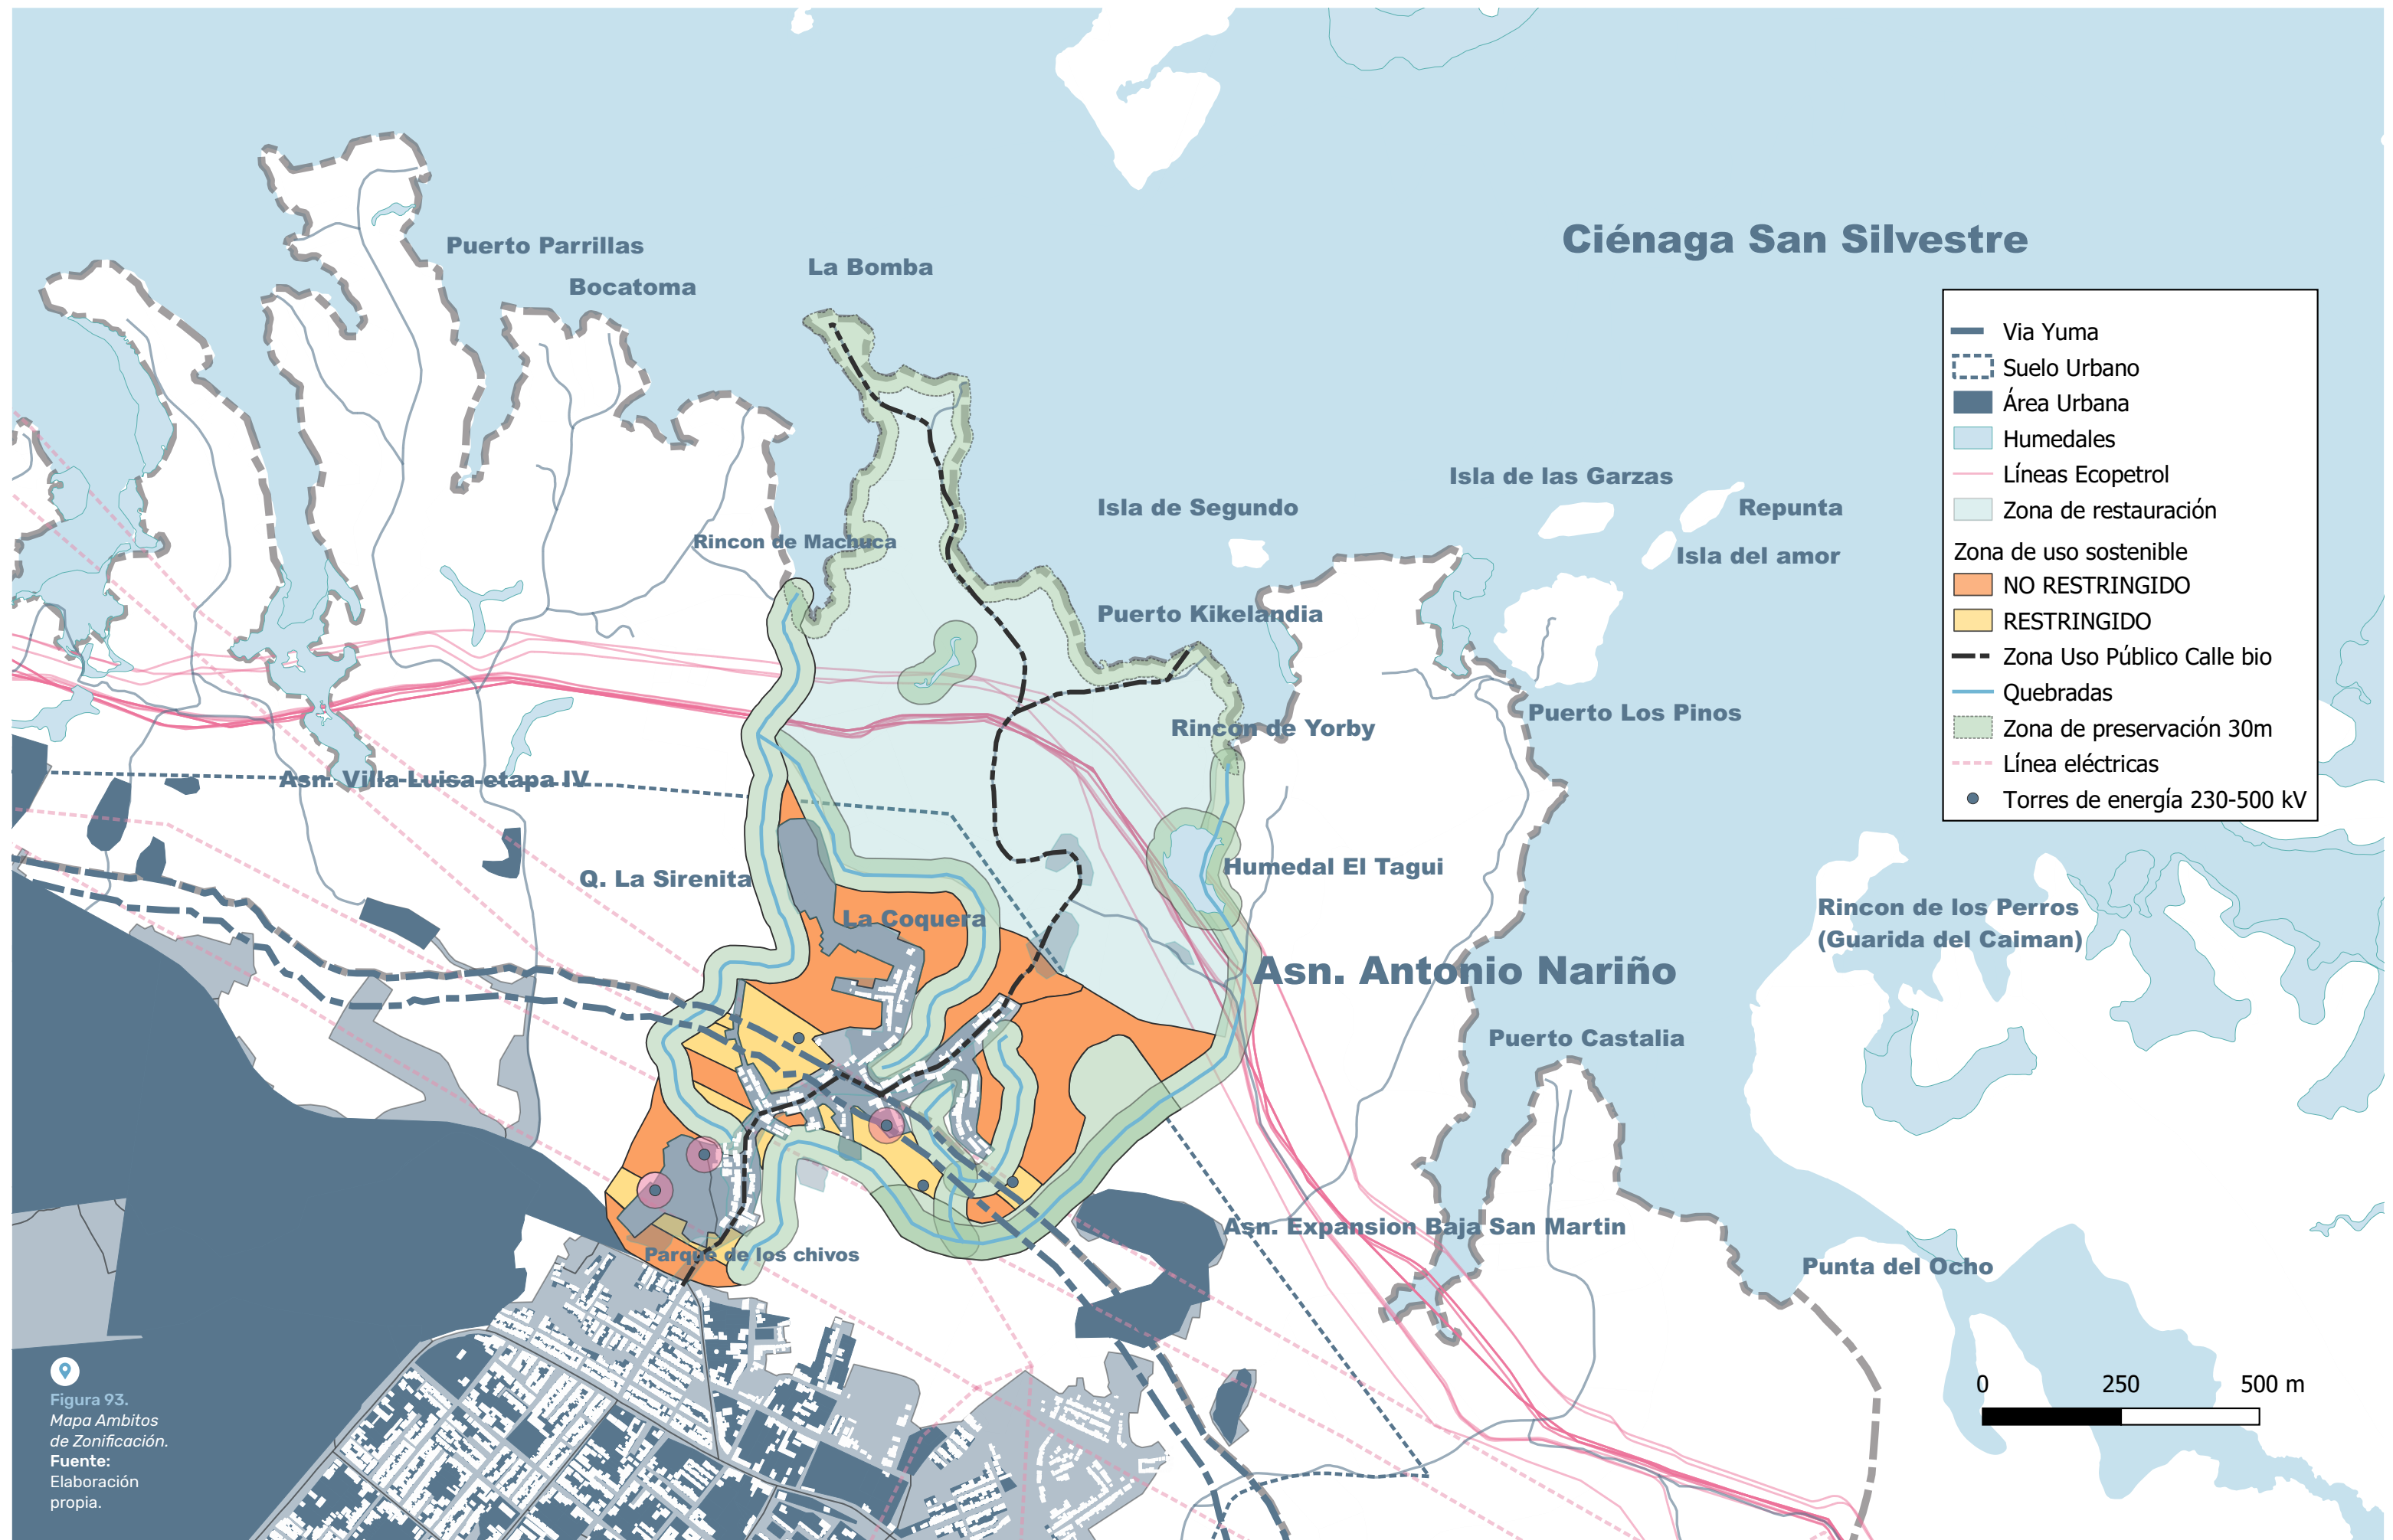 Ciénaga San Silvestre
Puerto Parrillas
La Bomba
Bocatoma
Via Yuma
Suelo Urbano
Área Urbana
Humedales
Líneas Ecopetrol
Zona de restauración
Zona de uso sostenible
NO RESTRINGIDO
RESTRINGIDO
Zona Uso Público Calle bio
Quebradas
Zona de preservación 30m
Línea eléctricas
Torres de energía 230-500 kV
Isla de las Garzas
Isla de Segundo
Repunta
Rincon de Machuca
Isla del amor
Puerto Kikelandia
Puerto Los Pinos
Rincon de Yorby
Asn. Villa Luisa etapa IV
Humedal El Tagui
Q. La Sirenita
La Coquera
Rincon de los Perros
(Guarida del Caiman)
Asn. Antonio Nariño
Puerto Castalia
Asn. Expansion Baja San Martin
Parque de los chivos
Punta del Ocho
0 250 500 m
Figura 93.
Mapa Ambitos
de Zonificación.
Fuente:
Elaboración
propia.